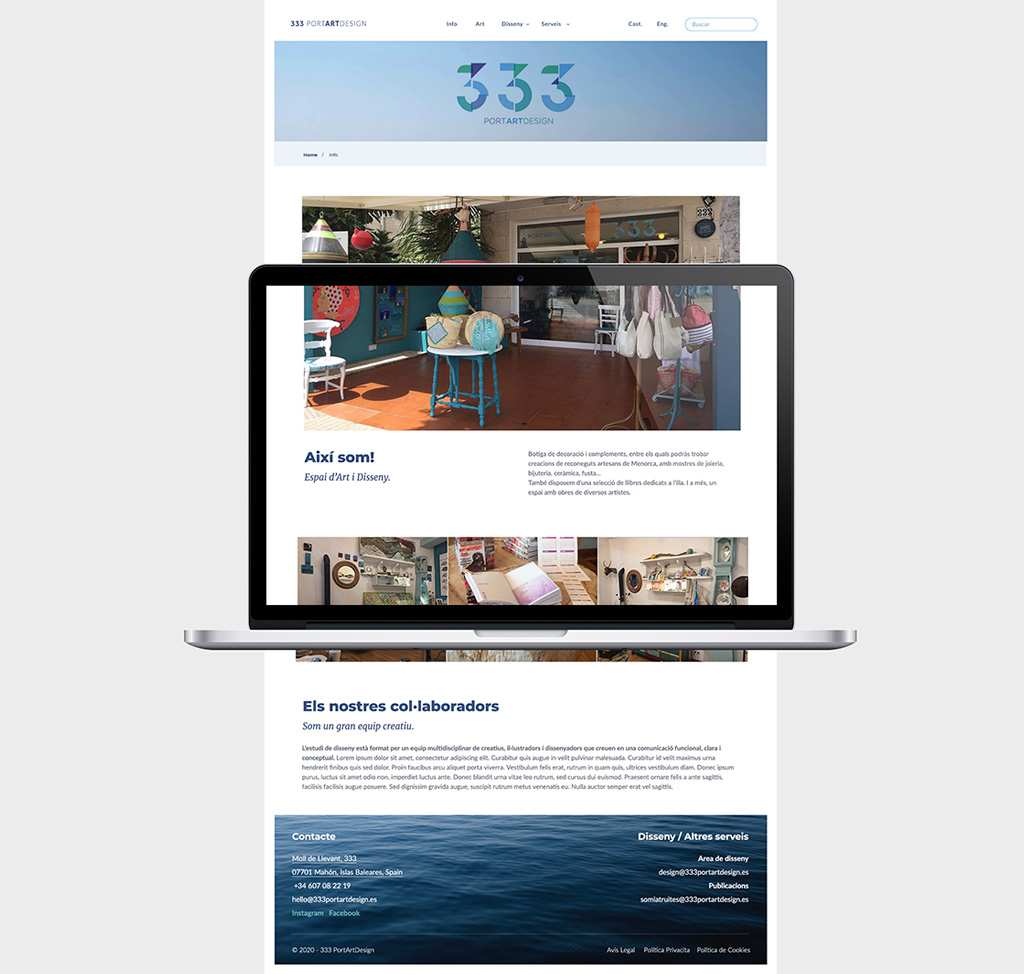 333 PORTARTDESIGN
Info Art Disseny Serveis
Cast. Eng. Buscar
333
PORTARTDESIGN
Home / Info
333
333
Així som!
Espai d'Art i Disseny.
Botiga de decoració i complements, entre els quals podràs trobar
creacions de reconeguts artesans de Menorca, amb mostres de joieria,
bijuteria, ceràmica, fusta...
També disposem d'una selecció de llibres dedicats a l'illa. I a més, un
espai amb obres de diversos artistes.
Els nostres col·laboradors
Som un gran equip creatiu.
L'estudi de disseny està format per un equip multidisciplinar de creatius, il·lustradors i dissenyadors que creuen en una comunicació funcional, clara i
conceptual. Lorem ipsum dolor sit amet, consectetur adipiscing elit. Curabitur quis augue in velit pulvinar malesuada. Curabitur id velit maximus urna
hendrerit finibus quis sed dolor. Proin faucibus arcu aliquet porta viverra. Vestibulum felis erat, rutrum in quam quis, ultrices vestibulum diam. Donec ipsum
purus, luctus sit amet odio non, imperdiet luctus ante. Donec blandit urna vitae leo rutrum, sed cursus dui euismod. Praesent ornare felis a ante sagittis,
facilisis facilisis augue posuere. Sed dignissim gravida augue, suscipit rutrum metus venenatis eu. Nulla auctor semper erat vel sagittis.
Contacte
Moll de Llevant, 333
07701 Mahón, Islas Baleares, Spain
+34 607 08 22 19
hello@333portartdesign.es
Instagram Facebook
Disseny / Altres serveis
Area de disseny
design@333portartdesign.es
Publicacions
somiatruites@333portartdesign.es
© 2020 - 333 PortArtDesign
Avís Legal Política Privacita Política de Cookies